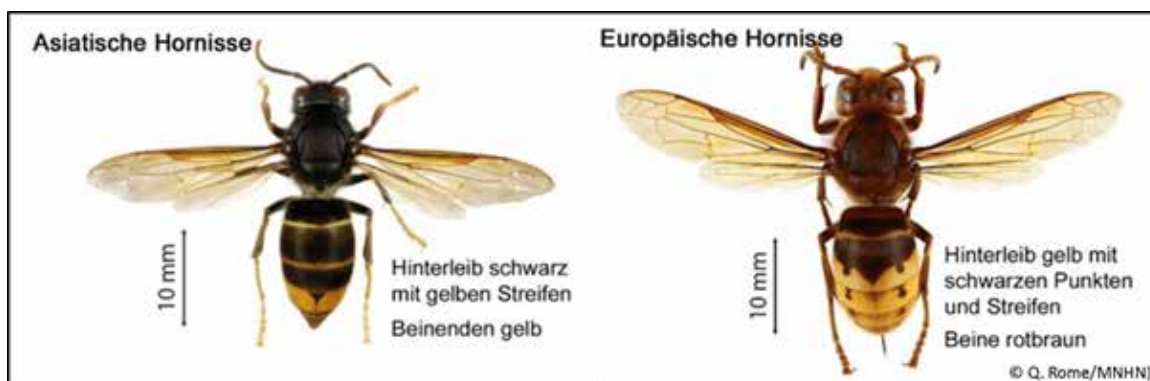 Asiatische Hornisse
10 mm
Hinterleib schwarz
mit gelben Streifen
Beinenden gelb
Europäische Hornisse
10 mm
Hinterleib gelb mit
schwarzen Punkten
und Streifen
Beine rotbraun
© Q. Rome/MNHN)